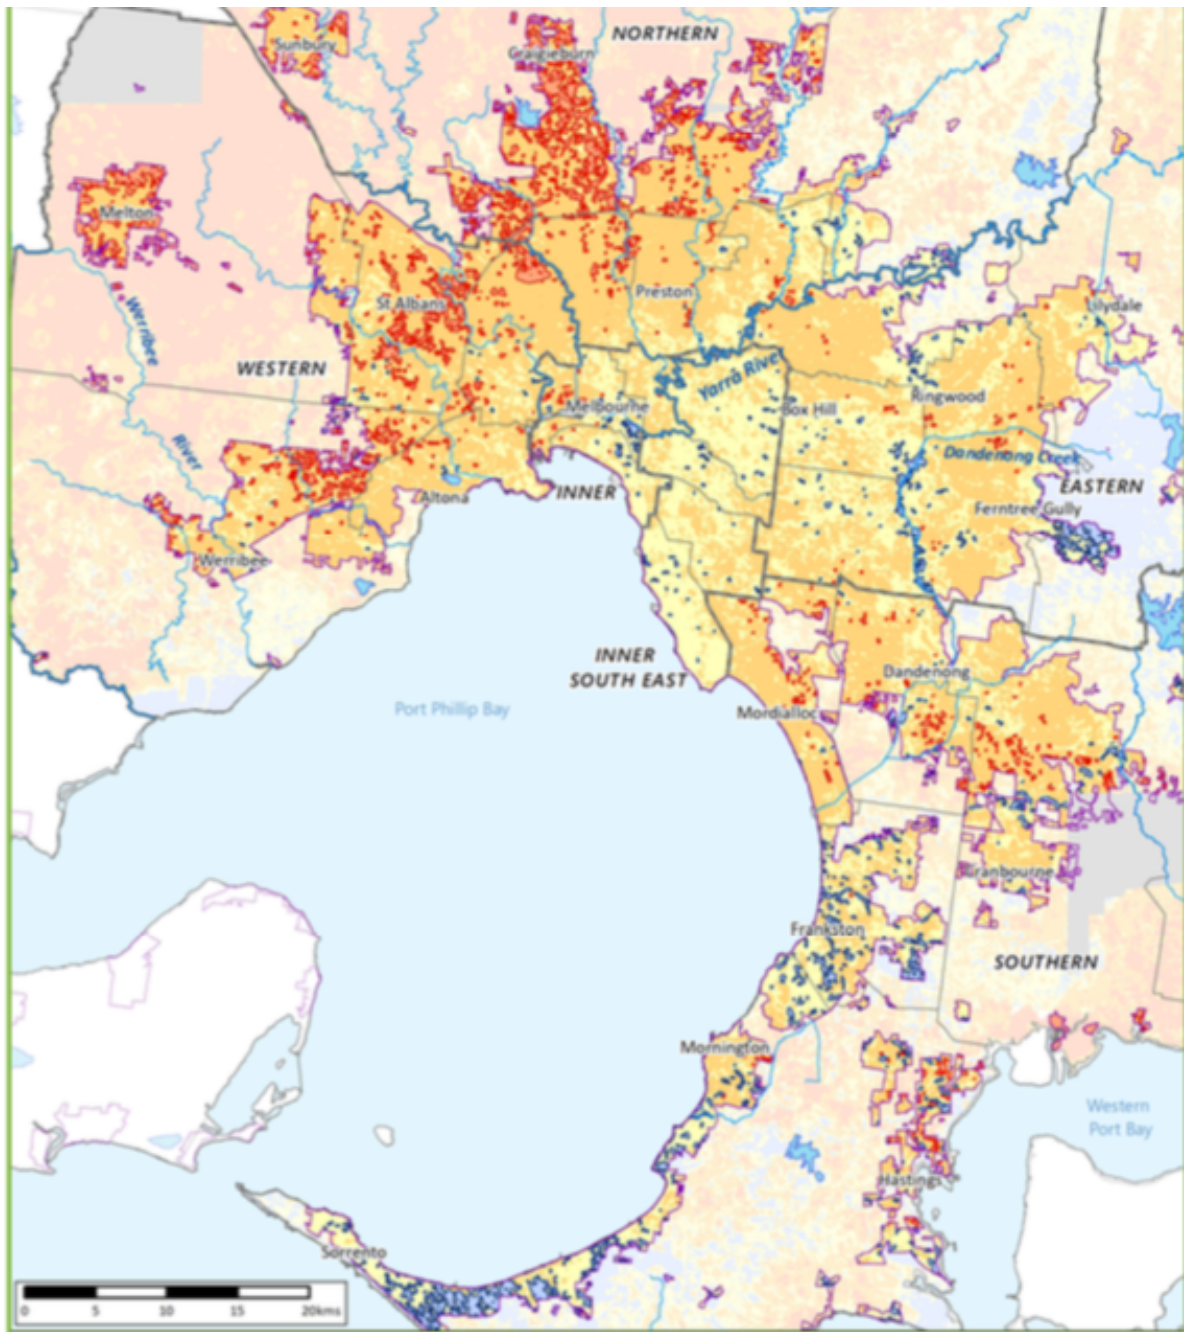 NORTHERN
Sunbury
Craigieburn
Melton
Werribee
River
St Albans
Preston
Lilydale
WESTERN
Yarra River
Melbourne
Box Hill
Ringwood
Dandenong Creek
EASTERN
Altona
INNER
Ferntree Gully
Werribee
INNER
SOUTH EAST
Dandenong
Port Phillip Bay
Mordialloc
Cranbourne
Frankston
SOUTHERN
Mornington
Western
Port Bay
Hastings
Sorrento
0 5 10 15 20kms